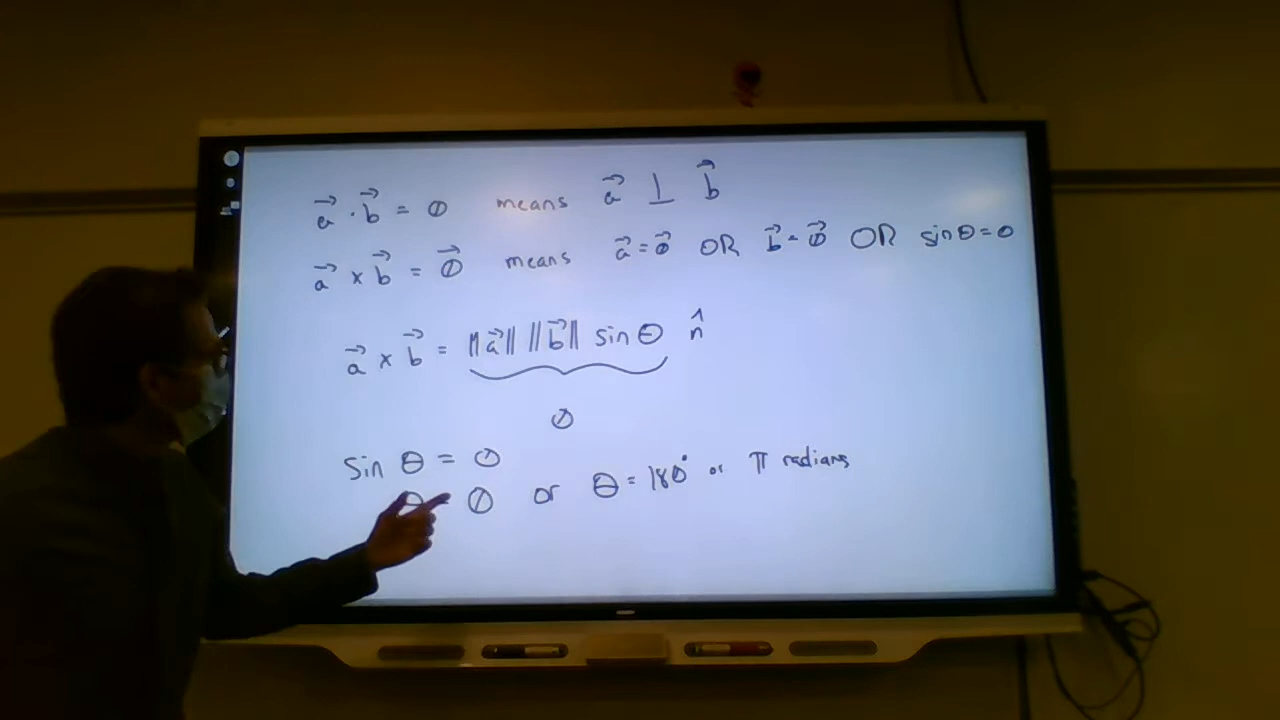 a⃗ · b⃗ = 0 means a⃗ ⊥ b⃗
a⃗ × b⃗ = 0⃗ means a⃗ = 0⃗ OR b⃗ = 0⃗ OR sin θ = 0
a⃗ × b⃗ = ‖a⃗‖ ‖b⃗‖ sin θ n̂
0
sin θ = 0
θ = 0 or θ = 180° or π radians